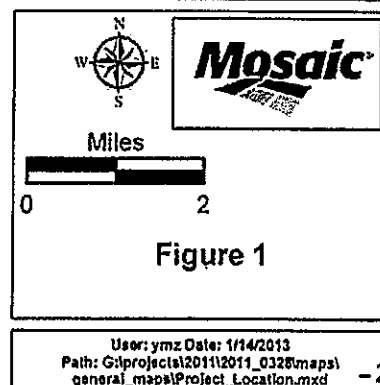 N
W E
S
Mosaic
Miles
0 2
Figure 1
User: ymz Date: 1/14/2013
Path: G:\projects\2011\2011_0328\maps\
general_maps\Project_Location.mxd